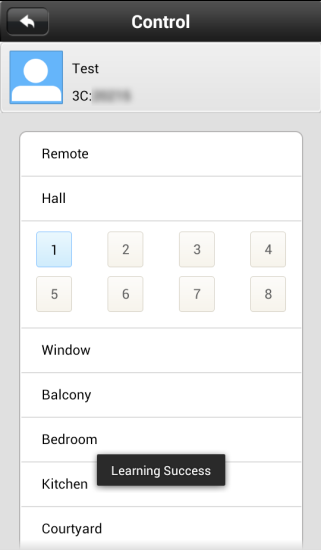 Control
Test
3C:
Remote
Hall
1 2 3 4
5 6 7 8
Window
Balcony
Bedroom
Learning Success
Kitchen
Courtyard